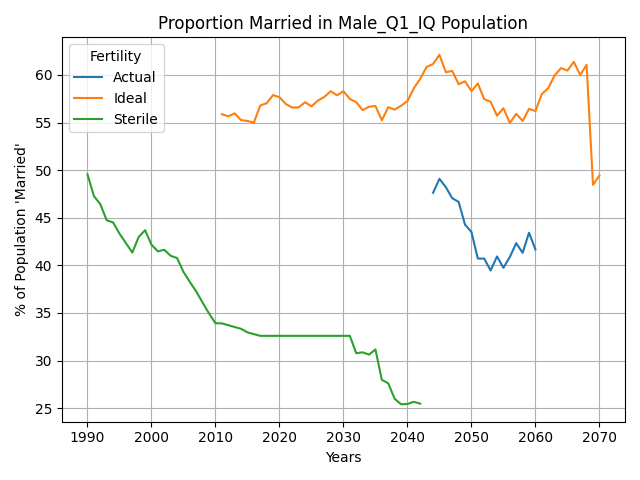 Proportion Married in Male_Q1_IQ Population
Fertility
Actual
Ideal
Sterile
% of Population 'Married'
60
55
50
45
40
35
30
25
1990 2000 2010 2020 2030 2040 2050 2060 2070
Years